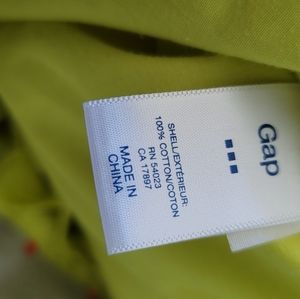 Gap
SHELL/EXTÉRIEUR:
100% COTTON/COTON
RN 54023
CA 17897
MADE IN
CHINA